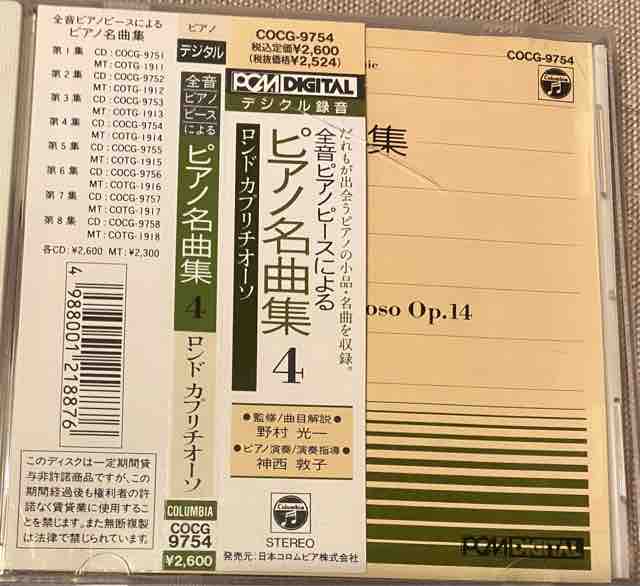 全音ピアノピースによる
ピアノ名曲集
第1集 CD:COCG-9751
MT:COTG-1911
第2集 CD:COCG-9752
MT:COTG-1912
第3集 CD:COCG-9753
MT:COTG-1913
第4集 CD:COCG-9754
MT:COTG-1914
第5集 CD:COCG-9755
MT:COTG-1915
第6集 CD:COCG-9756
MT:COTG-1916
第7集 CD:COCG-9757
MT:COTG-1917
第8集 CD:COCG-9758
MT:COTG-1918
各CD:¥2,600 MT:¥2,300
4988001218876
このディスクは一定期間貸
与非許諾商品ですが、この
期間経過後も権利者の許
諾なく賃貸業に使用するこ
とを禁じます。また無断複製
は法律で禁じられています。
ピアノ
デジタル
全音
ピアノ
ピース
による
ピアノ名曲集
4
ロンド カプリチオーソ
COLUMBIA
COCG
9754
¥2,600
COCG-9754
税込定価¥2,600
(税抜価格¥2,524)
PCM DIGITAL
デジタル録音
だれもが出会うピアノの小品・名曲を収録。
全音ピアノピースによる
ピアノ名曲集 4
ロンド カプリチオーソ
●監修/曲目解説●
野村 光一
●ピアノ演奏/演奏指導●
神西 敦子
Columbia
STEREO
発売元:日本コロムビア株式会社
COCG-9754
Columbia
nic
集
oso Op.14
PCM DIGITAL